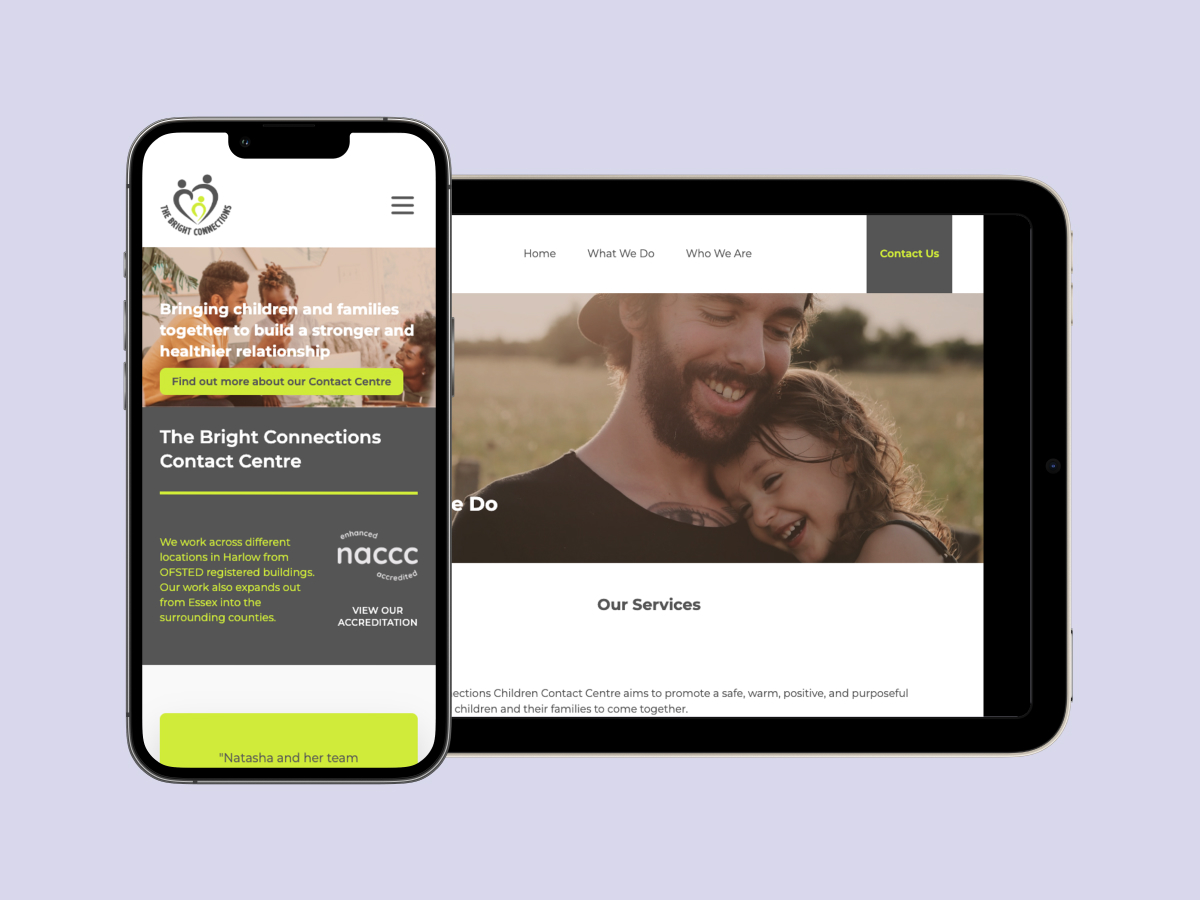 THE BRIGHT CONNECTIONS
Bringing children and families
together to build a stronger and
healthier relationship
Find out more about our Contact Centre
The Bright Connections
Contact Centre
We work across different
locations in Harlow from
OFSTED registered buildings.
Our work also expands out
from Essex into the
surrounding counties.
enhanced
naccc
accredited
VIEW OUR
ACCREDITATION
"Natasha and her team
Home What We Do Who We Are Contact Us
e Do
Our Services
ections Children Contact Centre aims to promote a safe, warm, positive, and purposeful
children and their families to come together.